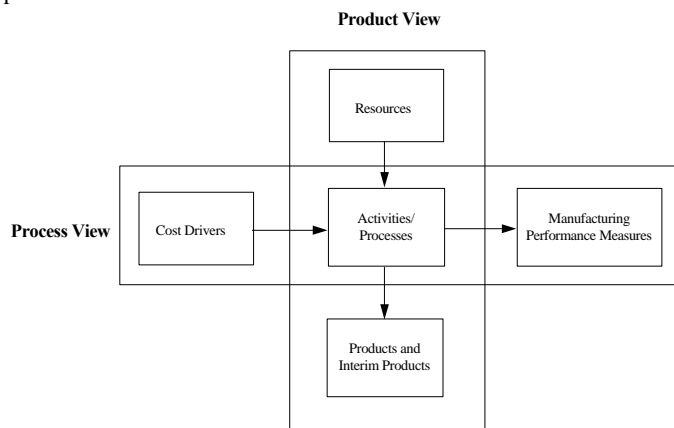 Product View
Resources
Process View
Cost Drivers
Activities/
Processes
Manufacturing
Performance Measures
Products and
Interim Products